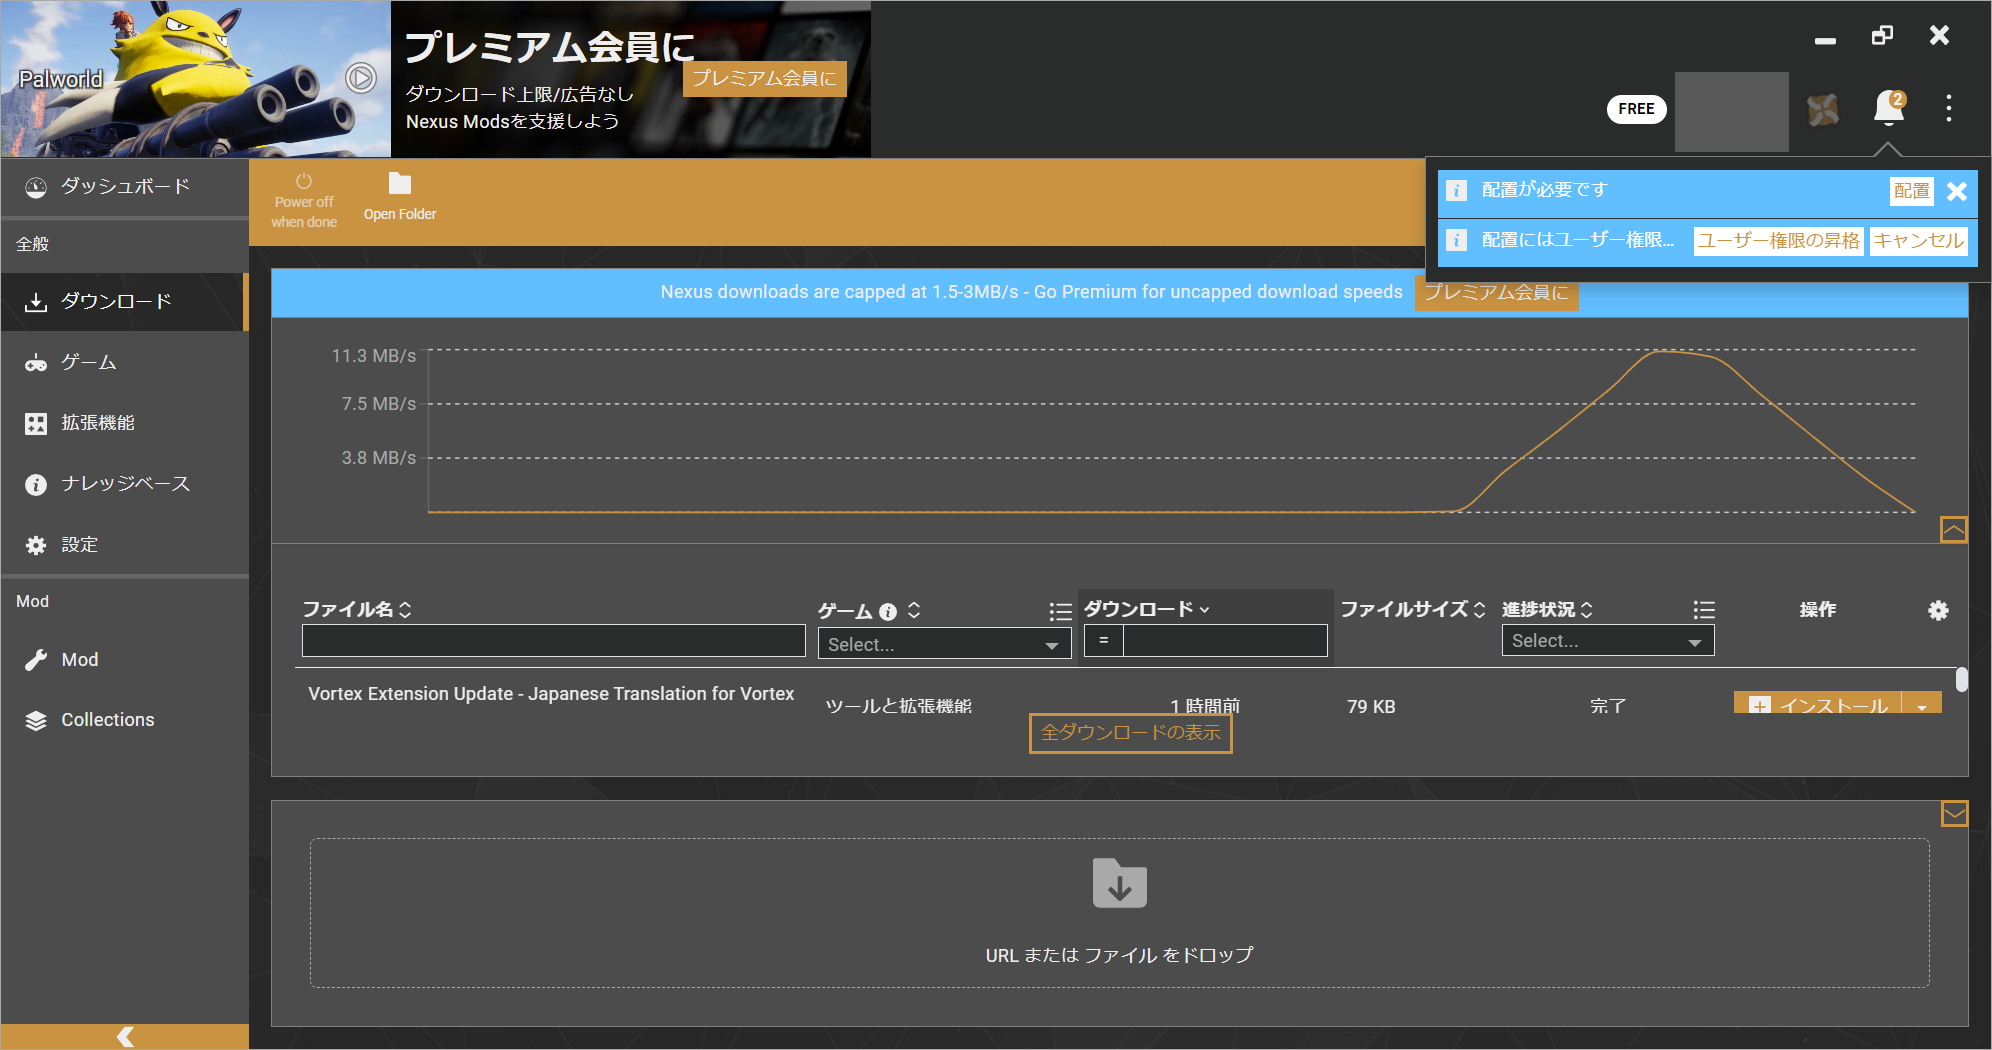 Palworld
プレミアム会員に
ダウンロード上限/広告なし
Nexus Modsを支援しよう
プレミアム会員に
FREE
2
ダッシュボード
全般
ダウンロード
ゲーム
拡張機能
ナレッジベース
設定
Mod
Mod
Collections
Power off
when done
Open Folder
配置が必要です
配置
配置にはユーザー権限...
ユーザー権限の昇格
キャンセル
Nexus downloads are capped at 1.5-3MB/s - Go Premium for uncapped download speeds
プレミアム会員に
11.3 MB/s
7.5 MB/s
3.8 MB/s
ファイル名
ゲーム
ダウンロード
ファイルサイズ
進捗状況
操作
Select...
=
Select...
Vortex Extension Update - Japanese Translation for Vortex
ツールと拡張機能
1 時間前
79 KB
完了
インストール
全ダウンロードの表示
URL または ファイル をドロップ